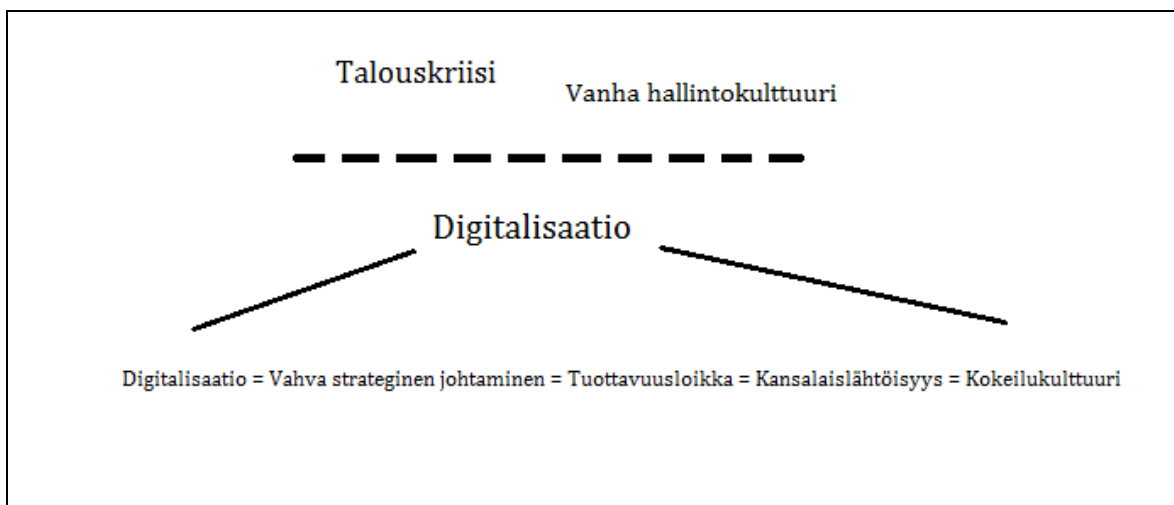 Talouskriisi
Vanha hallintokulttuuri
Digitalisaatio
Digitalisaatio = Vahva strateginen johtaminen = Tuottavuusloikka = Kansalaislähtöisyys = Kokeilukulttuuri